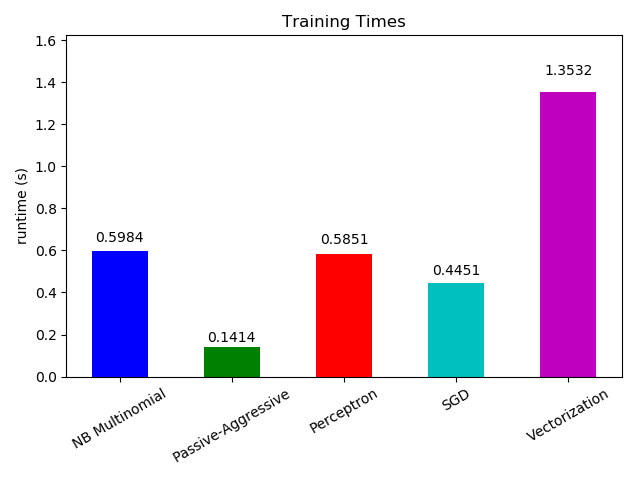 Training Times
runtime (s)
1.6
1.4
1.2
1.0
0.8
0.6
0.4
0.2
0.0
0.5984
0.1414
0.5851
0.4451
1.3532
NB Multinomial
Passive-Aggressive
Perceptron
SGD
Vectorization